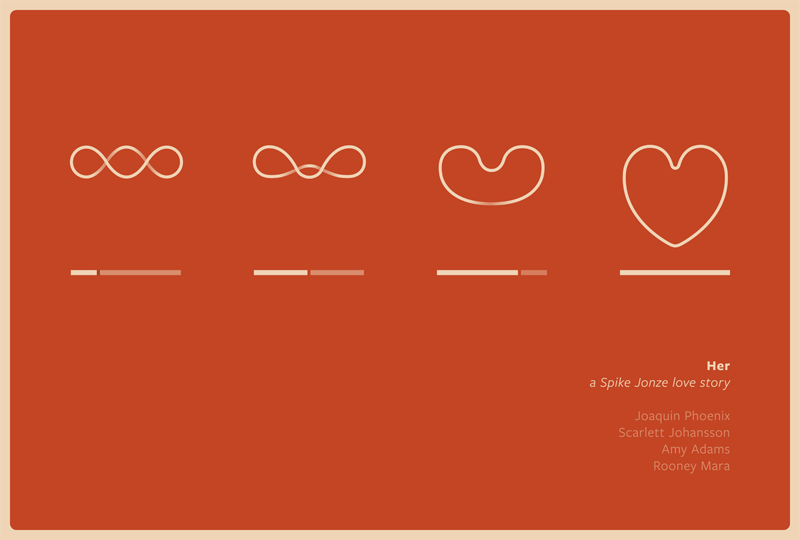 Her
a Spike Jonze love story
Joaquin Phoenix
Scarlett Johansson
Amy Adams
Rooney Mara